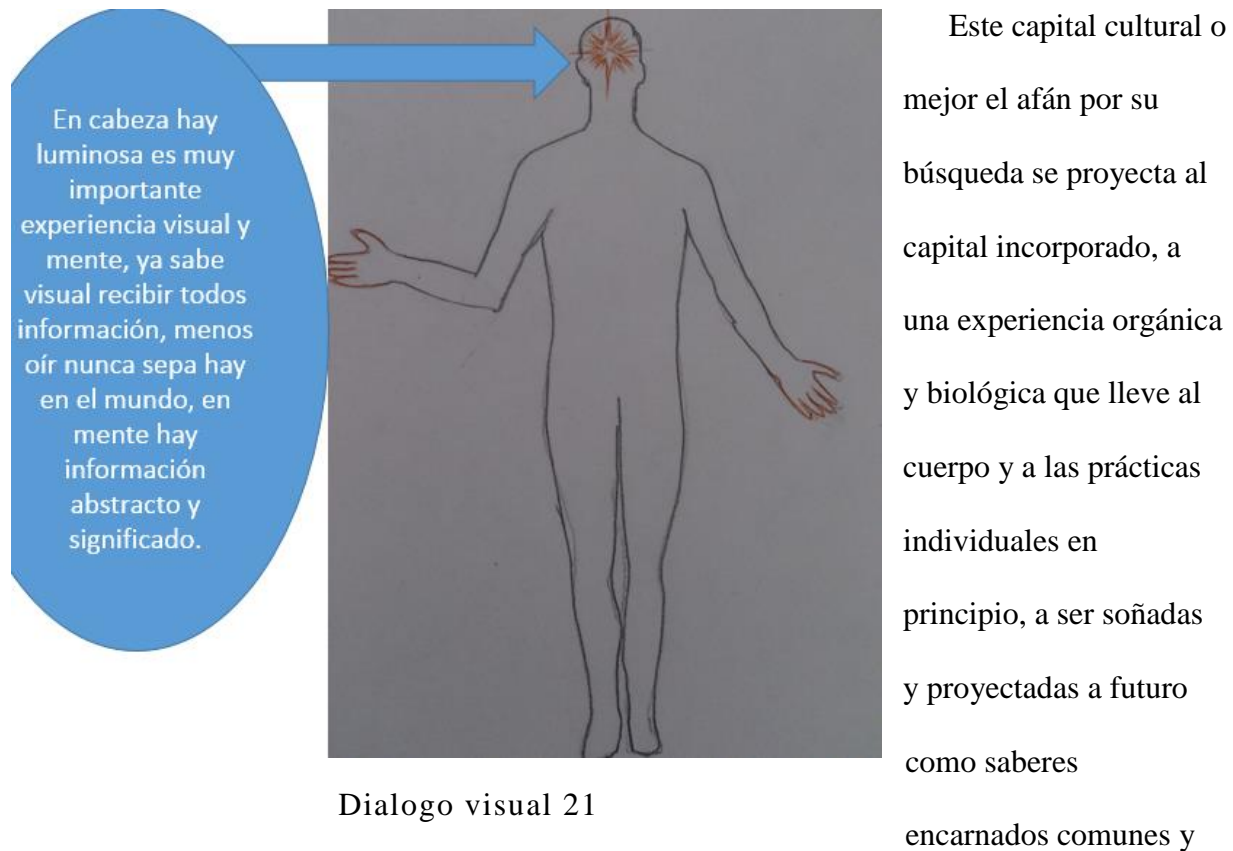 En cabeza hay
luminosa es muy
importante
experiencia visual y
mente, ya sabe
visual recibir todos
información, menos
oír nunca sepa hay
en el mundo, en
mente hay
información
abstracto y
significado.
Dialogo visual 21
Este capital cultural o
mejor el afán por su
búsqueda se proyecta al
capital incorporado, a
una experiencia orgánica
y biológica que lleve al
cuerpo y a las prácticas
individuales en
principio, a ser soñadas
y proyectadas a futuro
como saberes
encarnados comunes y